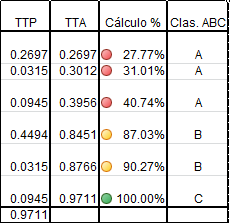 TTP TTA Cálculo % Clas. ABC
0.2697 0.2697 27.77% A
0.0315 0.3012 31.01% A
0.0945 0.3956 40.74% A
0.4494 0.8451 87.03% B
0.0315 0.8766 90.27% B
0.0945 0.9711 100.00% C
0.9711